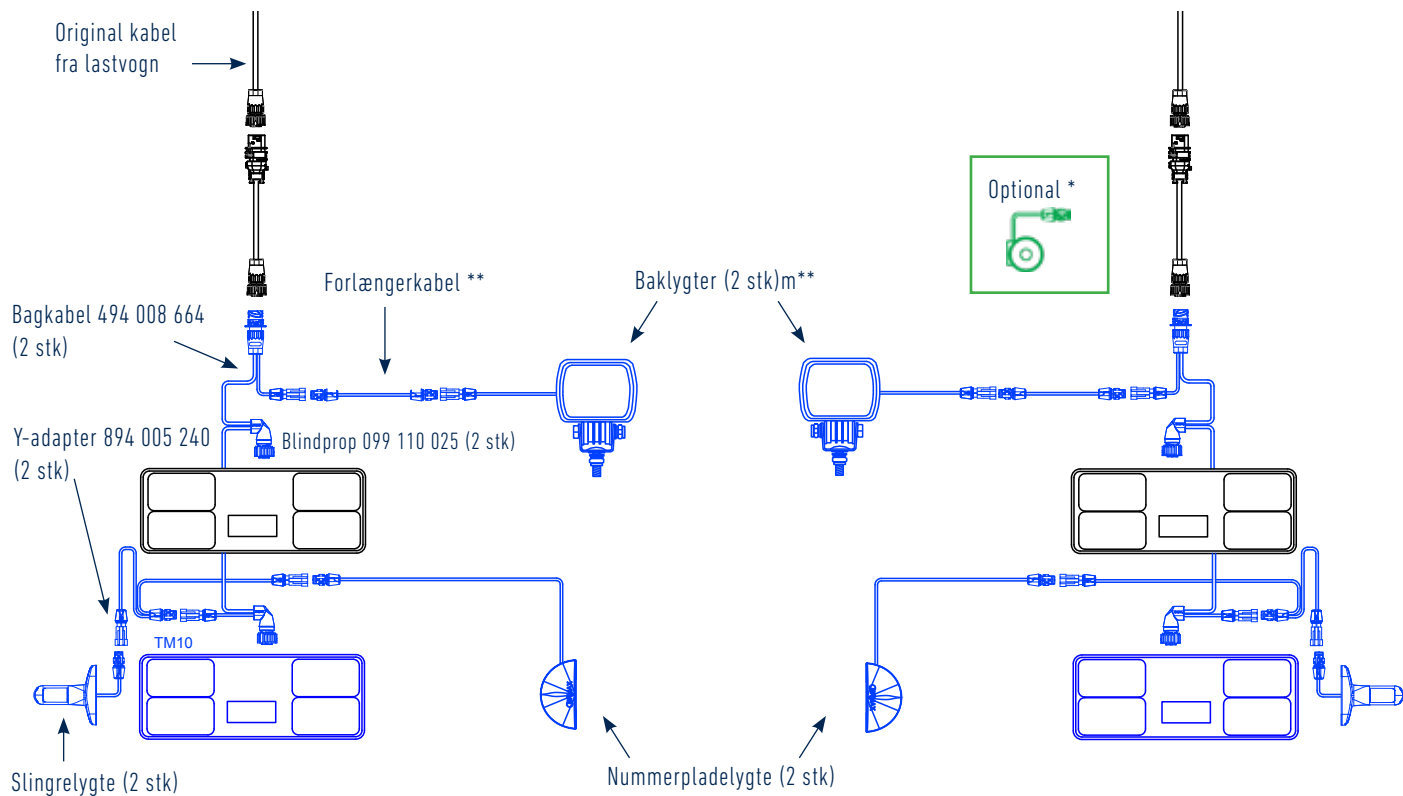 Original kabel
fra lastvogn
Optional *
Forlængerkabel **
Baklygter (2 stk)m**
Bagkabel 494 008 664
(2 stk)
Y-adapter 894 005 240
(2 stk)
Blindprop 099 110 025 (2 stk)
TM10
Slingrelygte (2 stk)
Nummerpladelygte (2 stk)